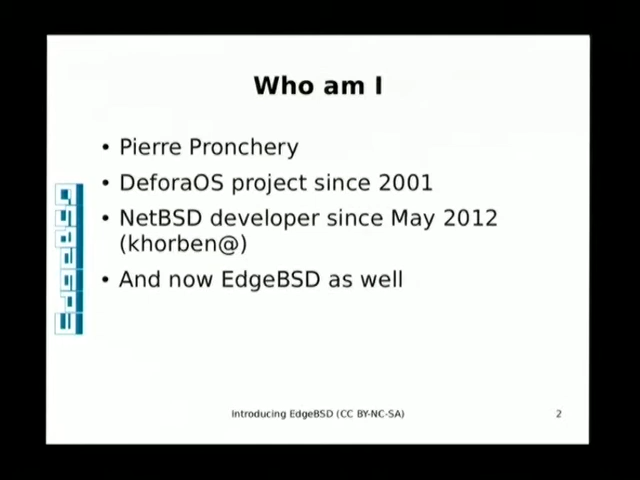 Who am I
• Pierre Pronchery
• DeforaOS project since 2001
• NetBSD developer since May 2012
(khorben@)
• And now EdgeBSD as well
EdgeBSD
Introducing EdgeBSD (CC BY-NC-SA)
2